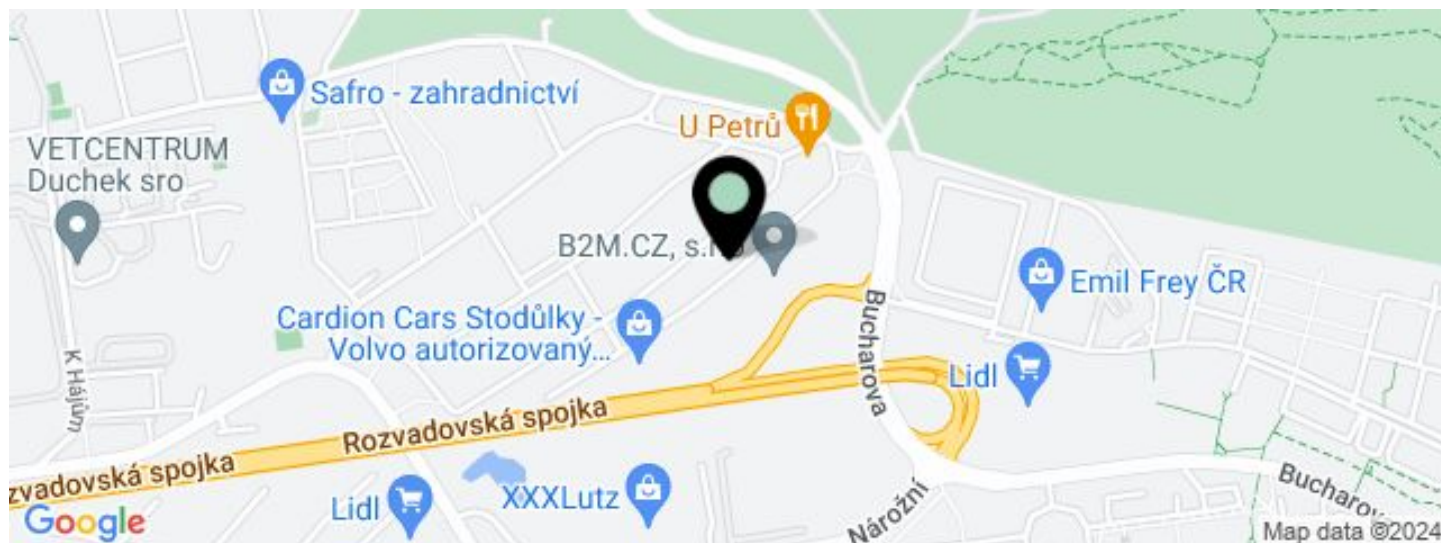 Safro - zahradnictví
U Petrů
VETCENTRUM
Duchek sro
B2M.CZ, s.r.o
Emil Frey ČR
Cardion Cars Stodůlky -
Volvo autorizovaný...
Bucharova
K Hájům
Lidl
Rozvadovská spojka
zvadovská spojka
Lidl
XXXLutz
Nárožní
Bucharov
Google
Map data ©2024